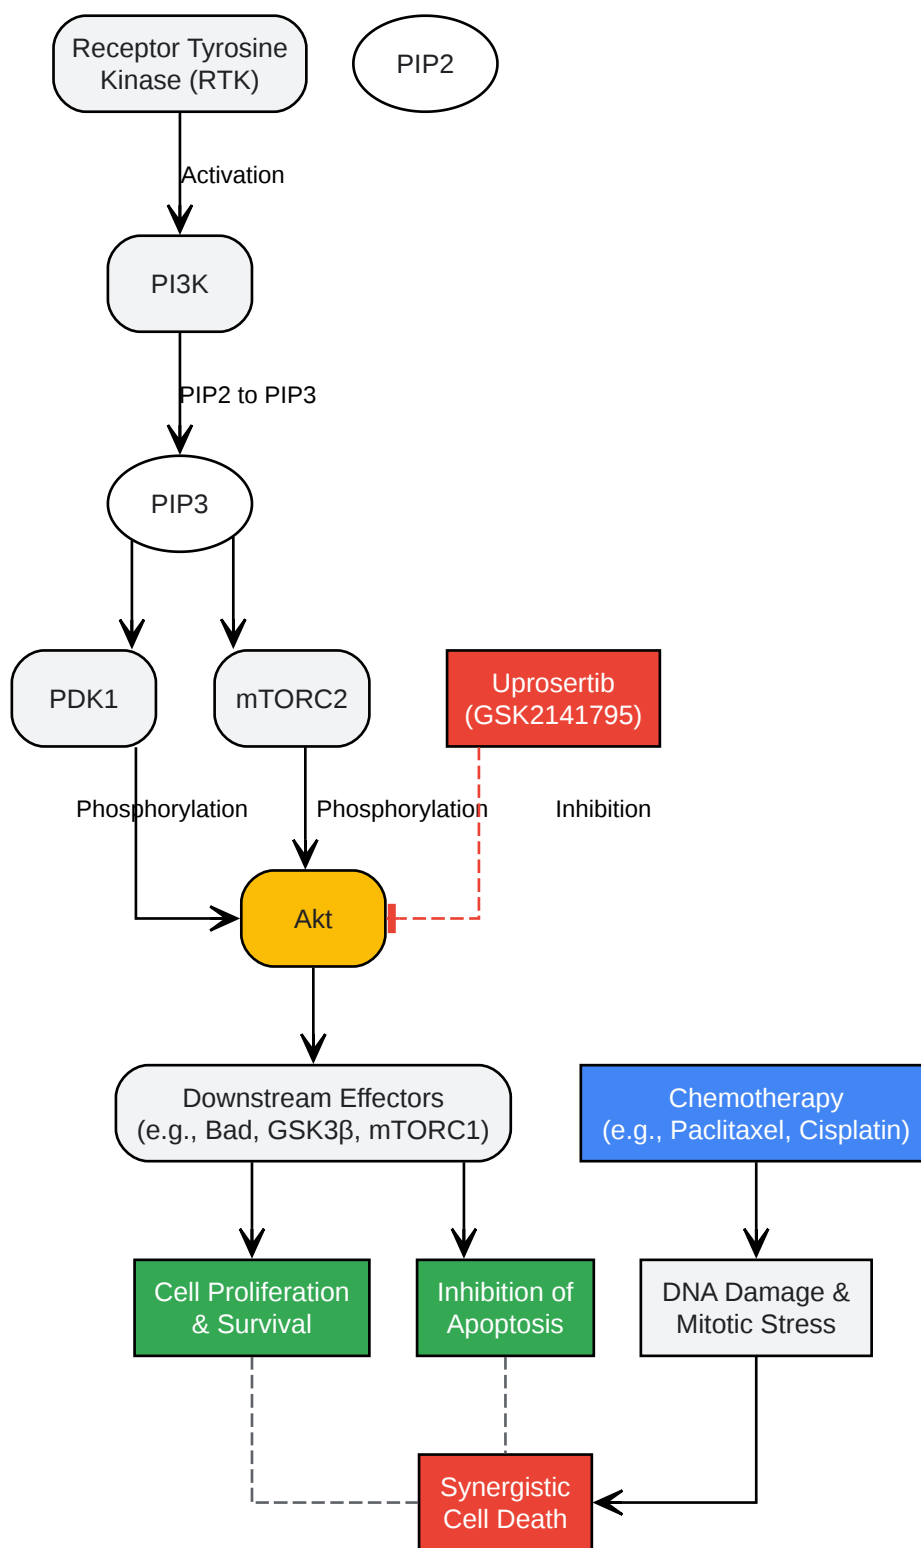 Receptor Tyrosine
Kinase (RTK)
PIP2
Activation
PI3K
PIP2 to PIP3
PIP3
PDK1
mTORC2
Uprosertib
(GSK2141795)
Phosphorylation
Phosphorylation
Inhibition
Akt
Downstream Effectors
(e.g., Bad, GSK3β, mTORC1)
Chemotherapy
(e.g., Paclitaxel, Cisplatin)
Cell Proliferation
& Survival
Inhibition of
Apoptosis
DNA Damage &
Mitotic Stress
Synergistic
Cell Death